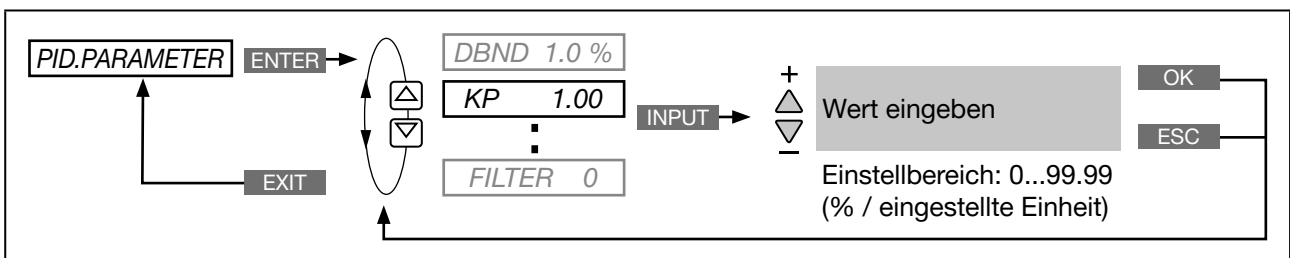 PID.PARAMETER
ENTER
DBND 1.0 %
KP 1.00
FILTER 0
EXIT
INPUT
+
Wert eingeben
–
OK
ESC
Einstellbereich: 0...99.99
(% / eingestellte Einheit)